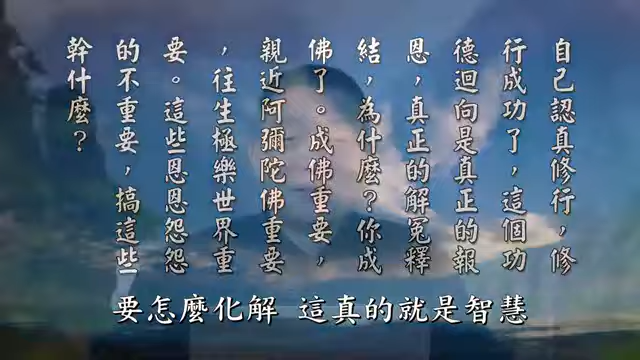 自己認真修行，修
行成功了，這個功
德迴向是真正的報
恩，真正的解冤釋
結，為什麼？你成
佛了。成佛重要，
親近阿彌陀佛重要
，往生極樂世界重
要。這些恩恩怨怨
的不重要，搞這些
幹什麼？
要怎麼化解 這真的就是智慧